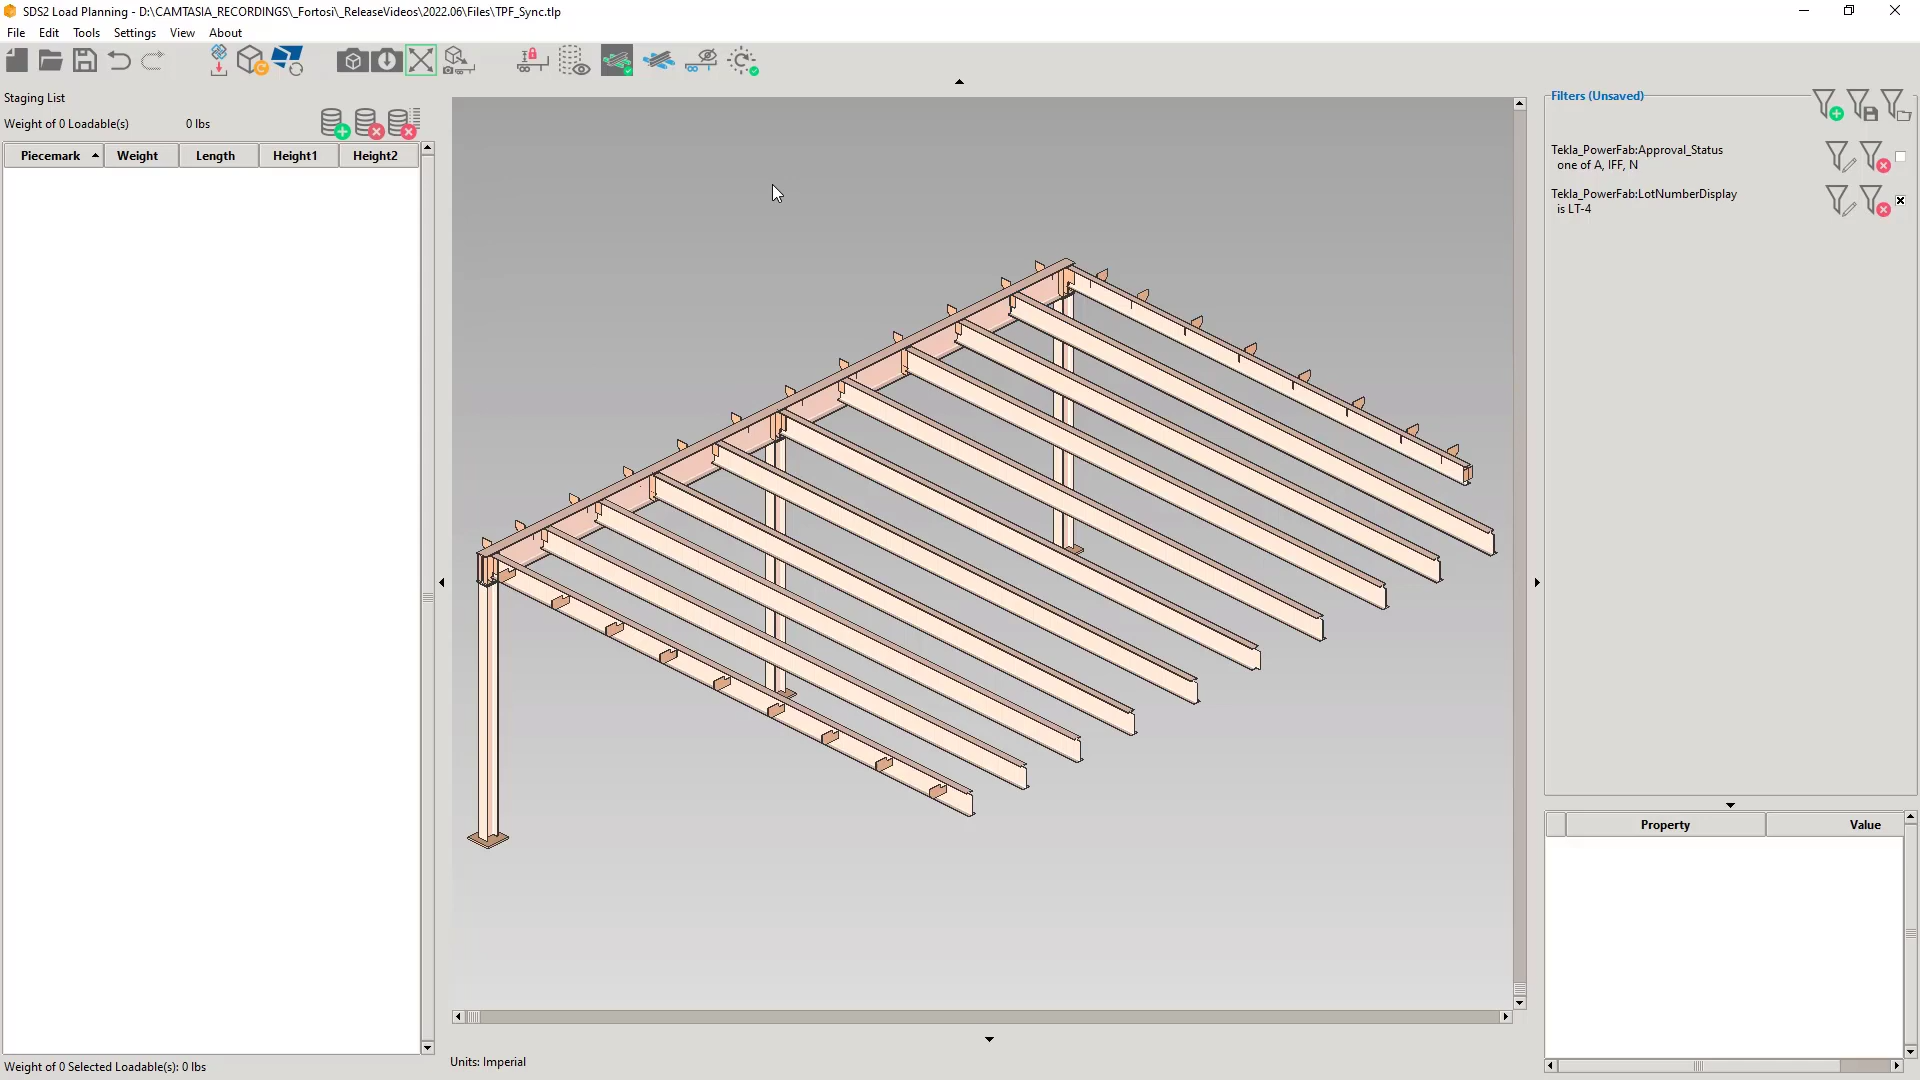 SDS2 Load Planning - D:\CAMTASIA_RECORDINGS\_Fortosi\_ReleaseVideos\2022.06\Files\TPF_Sync.tlp
File Edit Tools Settings View About
Staging List
Weight of 0 Loadable(s) 0 lbs
Piecemark Weight Length Height1 Height2
Filters (Unsaved)
Tekla_PowerFab:Approval_Status
one of A, IFF, N
Tekla_PowerFab:LotNumberDisplay
is LT-4
Property Value
Weight of 0 Selected Loadable(s): 0 lbs
Units: Imperial